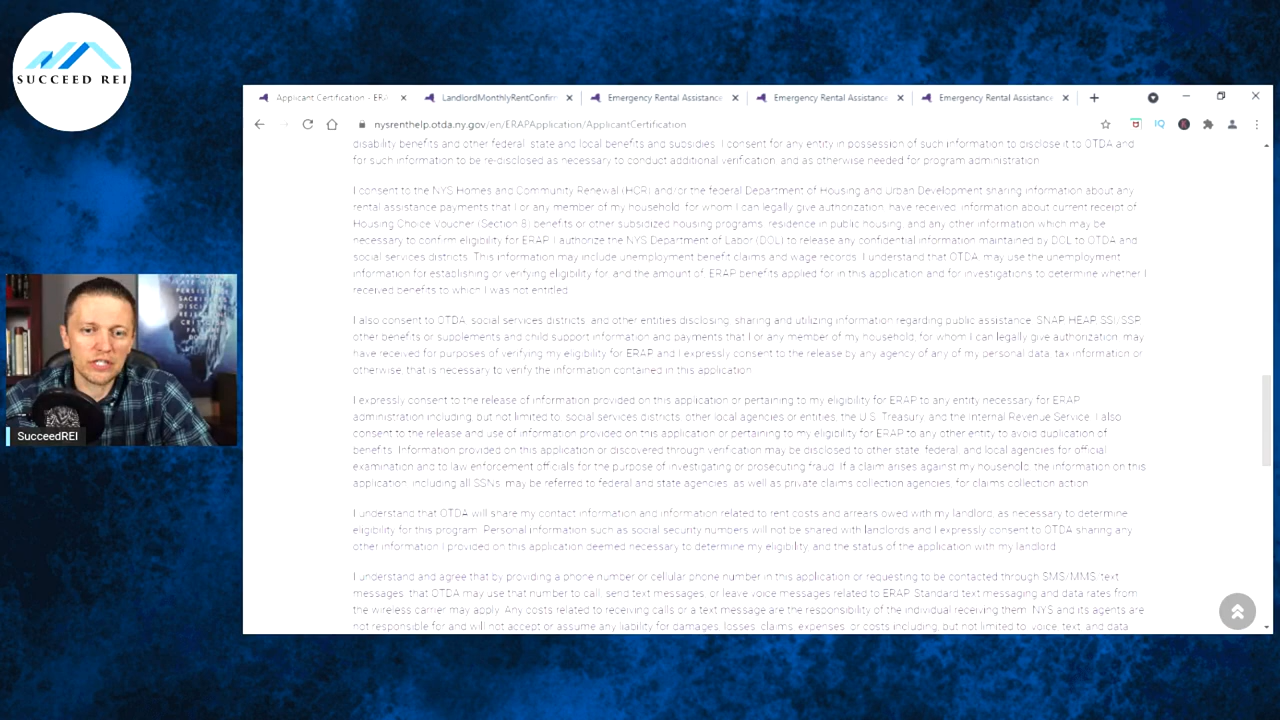 SUCCEED REI
Applicant Certification - ERA
LandlordMonthlyRentConfirm
Emergency Rental Assistance
Emergency Rental Assistance
Emergency Rental Assistance
nysrenthelp.otda.ny.gov/en/ERAPApplication/ApplicantCertification
disability benefits and other federal, state and local benefits and subsidies. I consent for any entity in possession of such information to disclose it to OTDA and
for such information to be re-disclosed as necessary to conduct additional verification, and as otherwise needed for program administration.
I consent to the NYS Homes and Community Renewal (HCR) and/or the federal Department of Housing and Urban Development sharing information about any
rental assistance payments that I or any member of my household, for whom I can legally give authorization, have received, information about current receipt of
Housing Choice Voucher (Section 8) benefits or other subsidized housing programs, residence in public housing, and any other information which may be
necessary to confirm eligibility for ERAP. I authorize the NYS Department of Labor (DOL) to release any confidential information maintained by DOL to OTDA and
social services districts. This information may include unemployment benefit claims and wage records. I understand that OTDA, may use the unemployment
information for establishing or verifying eligibility for, and the amount of, ERAP benefits applied for in this application and for investigations to determine whether I
received benefits to which I was not entitled.
I also consent to OTDA, social services districts, and other entities disclosing, sharing and utilizing information regarding public assistance, SNAP, HEAP, SSI/SSP,
other benefits or supplements and child support information and payments that I or any member of my household, for whom I can legally give authorization, may
have received for purposes of verifying my eligibility for ERAP and I expressly consent to the release by any agency of any of my personal data, tax information or
otherwise, that is necessary to verify the information contained in this application.
I expressly consent to the release of information provided on this application or pertaining to my eligibility for ERAP to any entity necessary for ERAP
administration including, but not limited to, social services districts, other local agencies or entities, the U.S. Treasury, and the Internal Revenue Service. I also
consent to the release and use of information provided on this application or pertaining to my eligibility for ERAP to any other entity to avoid duplication of
benefits. Information provided on this application or discovered through verification may be disclosed to other state, federal, and local agencies for official
examination and to law enforcement officials for the purpose of investigating or prosecuting fraud. If a claim arises against my household, the information on this
application, including all SSNs, may be referred to federal and state agencies, as well as private claims collection agencies, for claims collection action.
I understand that OTDA will share my contact information and information related to rent costs and arrears owed with my landlord, as necessary to determine
eligibility for this program. Personal information such as social security numbers will not be shared with landlords and I expressly consent to OTDA sharing any
other information I provided on this application deemed necessary to determine my eligibility, and the status of the application with my landlord.
I understand and agree that by providing a phone number or cellular phone number in this application or requesting to be contacted through SMS/MMS, text
messages, that OTDA may use that number to call, send text messages, or leave voice messages related to ERAP. Standard text messaging and data rates from
the wireless carrier may apply. Any costs related to receiving calls or a text message are the responsibility of the individual receiving them. NYS and its agents are
not responsible for and will not accept or assume any liability for damages, losses, claims, expenses, or costs including, but not limited to, voice, text, and data
SucceedREI